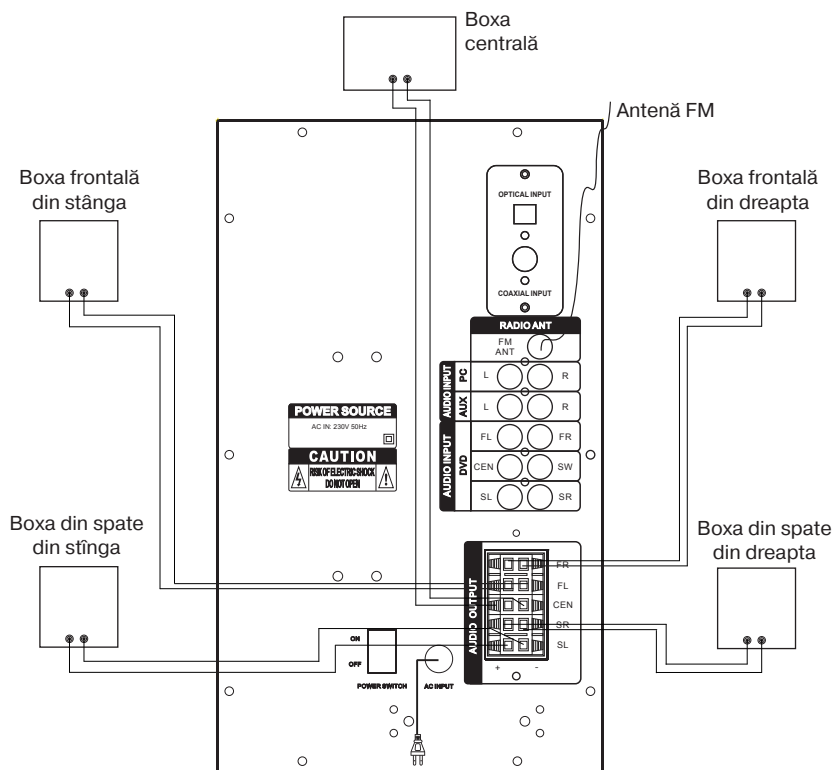 Boxa
centrală
Antenă FM
Boxa frontală
din stânga
Boxa frontală
din dreapta
OPTICAL INPUT
COAXIAL INPUT
RADIO ANT
FM
ANT
AUDIO INPUT
PC
L
R
AUX
L
R
AUDIO INPUT
DVD
FL
FR
CEN
SW
SL
SR
POWER SOURCE
AC IN: 230V 50Hz
CAUTION
RISK OF ELECTRIC SHOCK
DO NOT OPEN
Boxa din spate
din stînga
Boxa din spate
din dreapta
AUDIO OUTPUT
FR
FL
CEN
SR
SL
+ -
ON
OFF
POWER SWITCH
AC INPUT